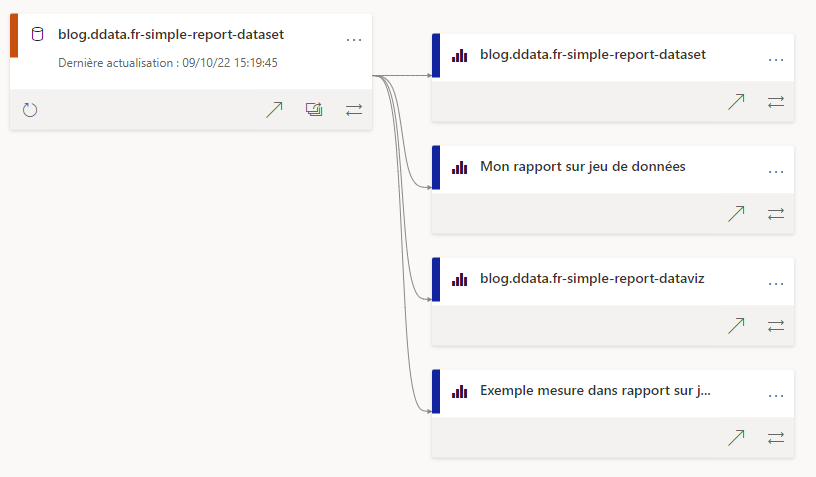 blog.ddata.fr-simple-report-dataset
Dernière actualisation : 09/10/22 15:19:45
blog.ddata.fr-simple-report-dataset
Mon rapport sur jeu de données
blog.ddata.fr-simple-report-dataviz
Exemple mesure dans rapport sur j...